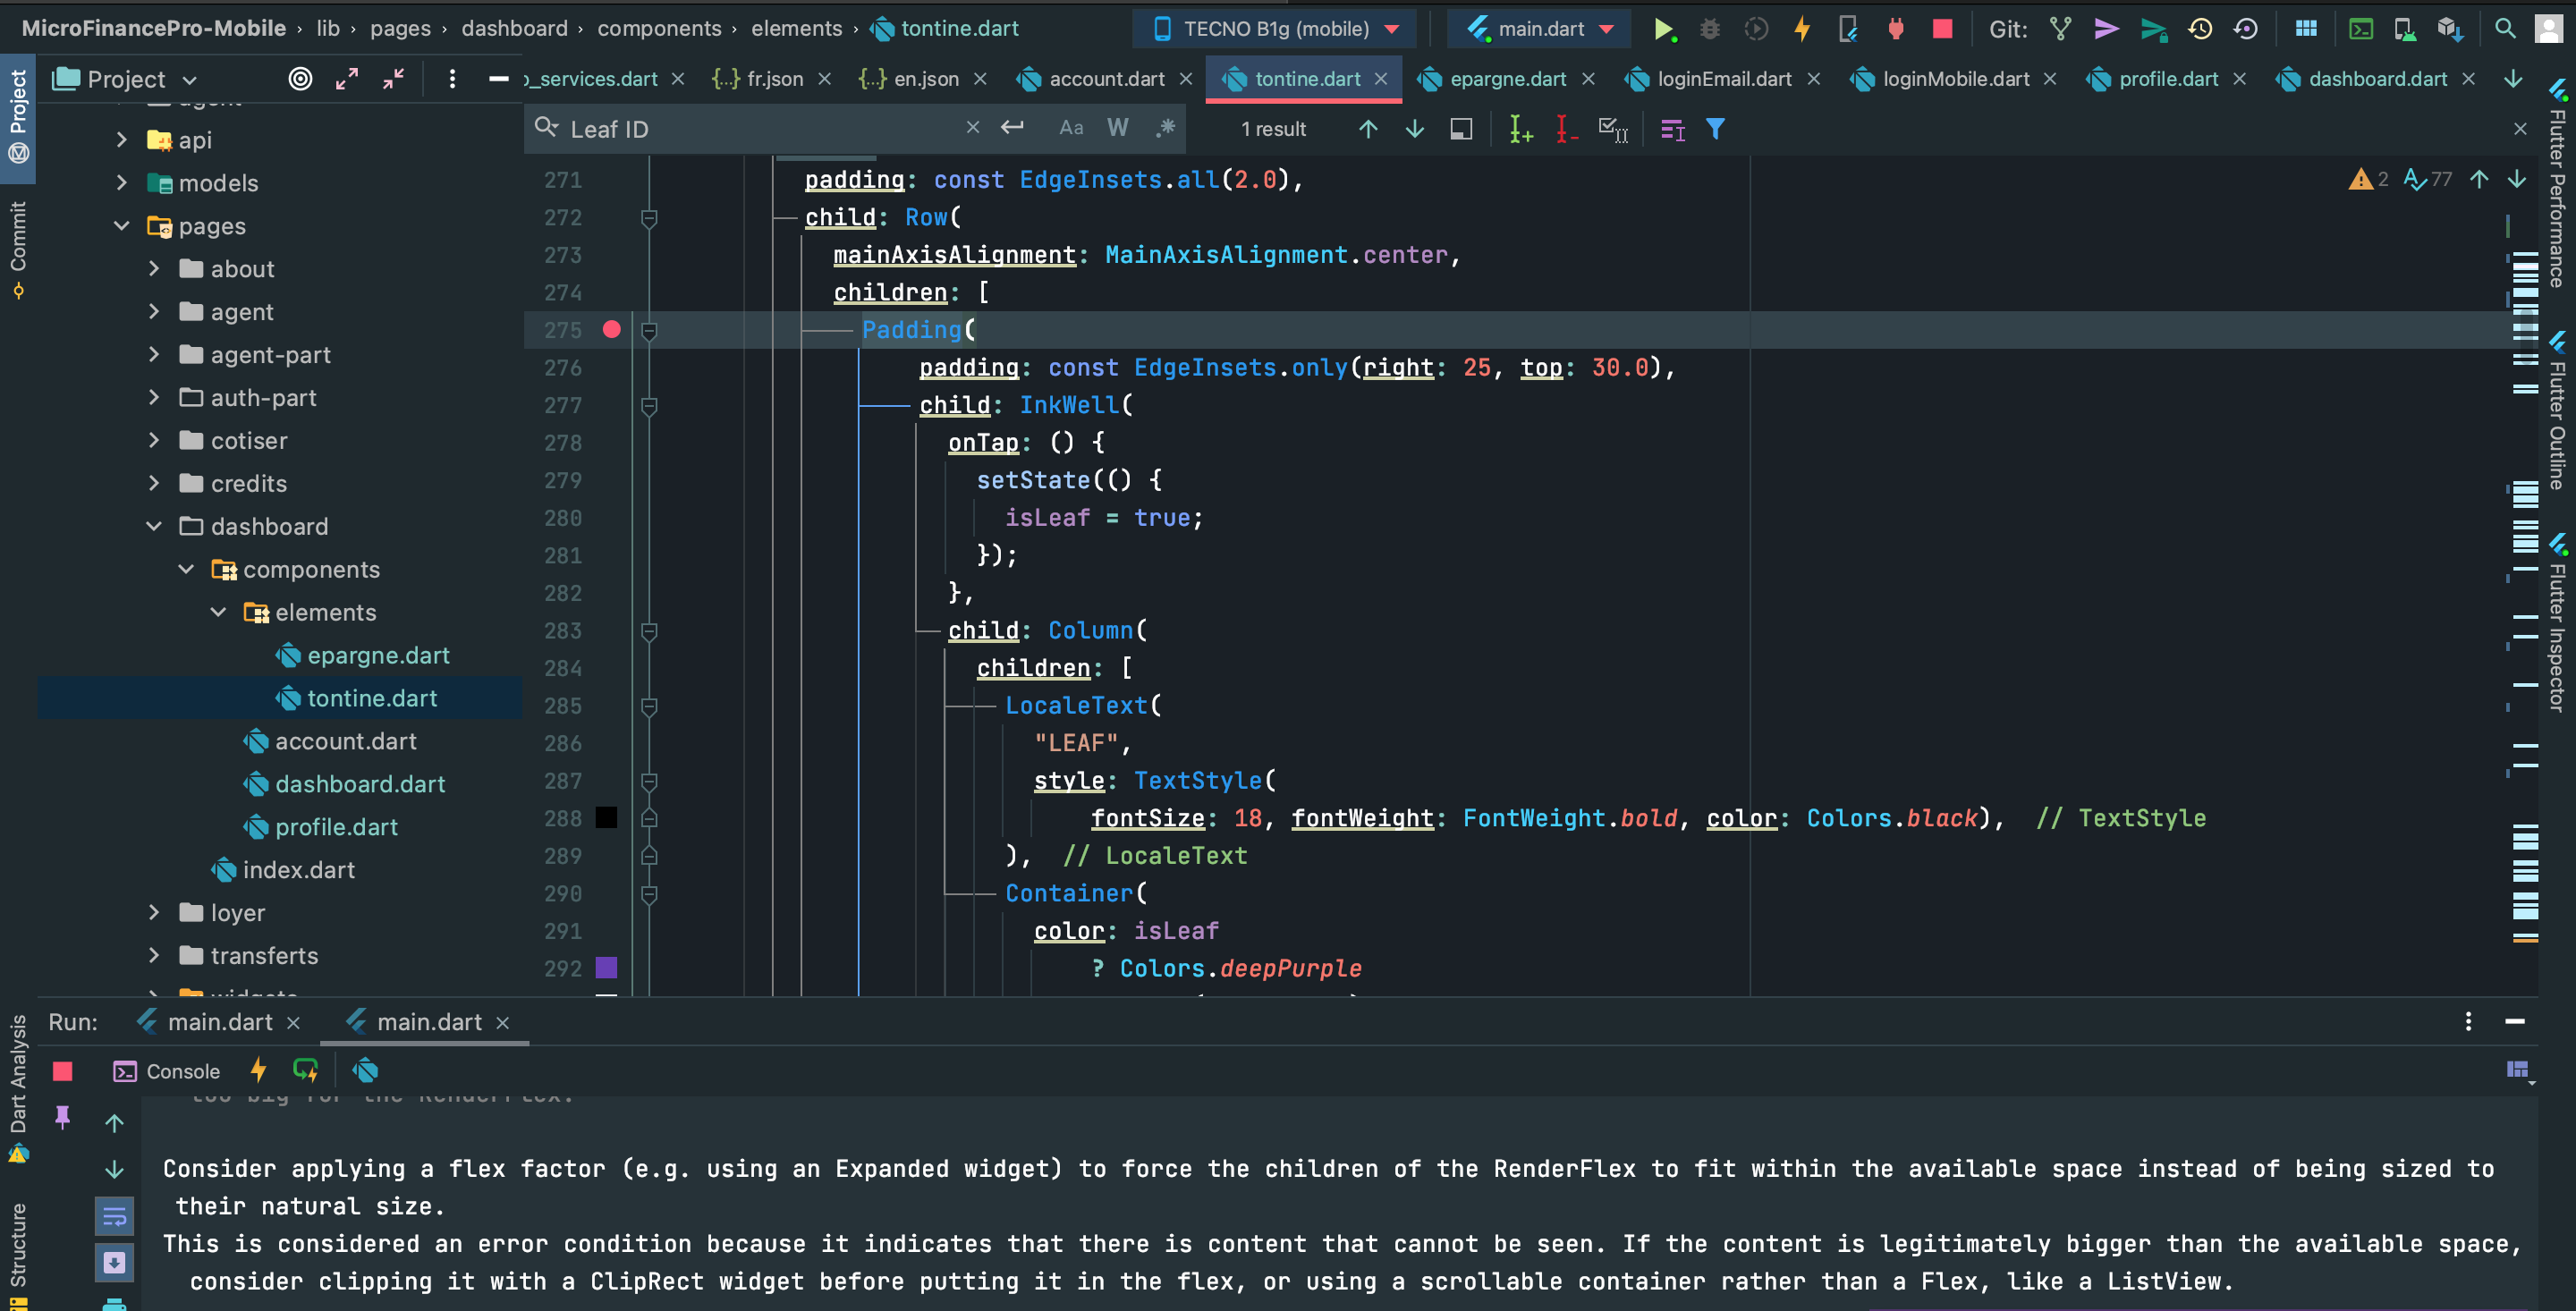 MicroFinancePro-Mobile › lib › pages › dashboard › components › elements › tontine.dart
TECNO B1g (mobile)
main.dart
Git:
Project
_services.dart
fr.json
en.json
account.dart
tontine.dart
epargne.dart
loginEmail.dart
loginMobile.dart
profile.dart
dashboard.dart
Leaf ID
Aa
W
.*
1 result
2
77
Project
Commit
Dart Analysis
Structure
Flutter Performance
Flutter Outline
Flutter Inspector
api
models
pages
about
agent
agent-part
auth-part
cotiser
credits
dashboard
components
elements
epargne.dart
tontine.dart
account.dart
dashboard.dart
profile.dart
index.dart
loyer
transferts
widgets
271 padding: const EdgeInsets.all(2.0),
272 child: Row(
273 mainAxisAlignment: MainAxisAlignment.center,
274 children: [
275 Padding(
276 padding: const EdgeInsets.only(right: 25, top: 30.0),
277 child: InkWell(
278 onTap: () {
279 setState(() {
280 isLeaf = true;
281 });
282 },
283 child: Column(
284 children: [
285 LocaleText(
286 "LEAF",
287 style: TextStyle(
288 fontSize: 18, fontWeight: FontWeight.bold, color: Colors.black), // TextStyle
289 ), // LocaleText
290 Container(
291 color: isLeaf
292 ? Colors.deepPurple
Run:
main.dart
main.dart
Console
too big for the RenderFlex.
Consider applying a flex factor (e.g. using an Expanded widget) to force the children of the RenderFlex to fit within the available space instead of being sized to
their natural size.
This is considered an error condition because it indicates that there is content that cannot be seen. If the content is legitimately bigger than the available space,
consider clipping it with a ClipRect widget before putting it in the flex, or using a scrollable container rather than a Flex, like a ListView.